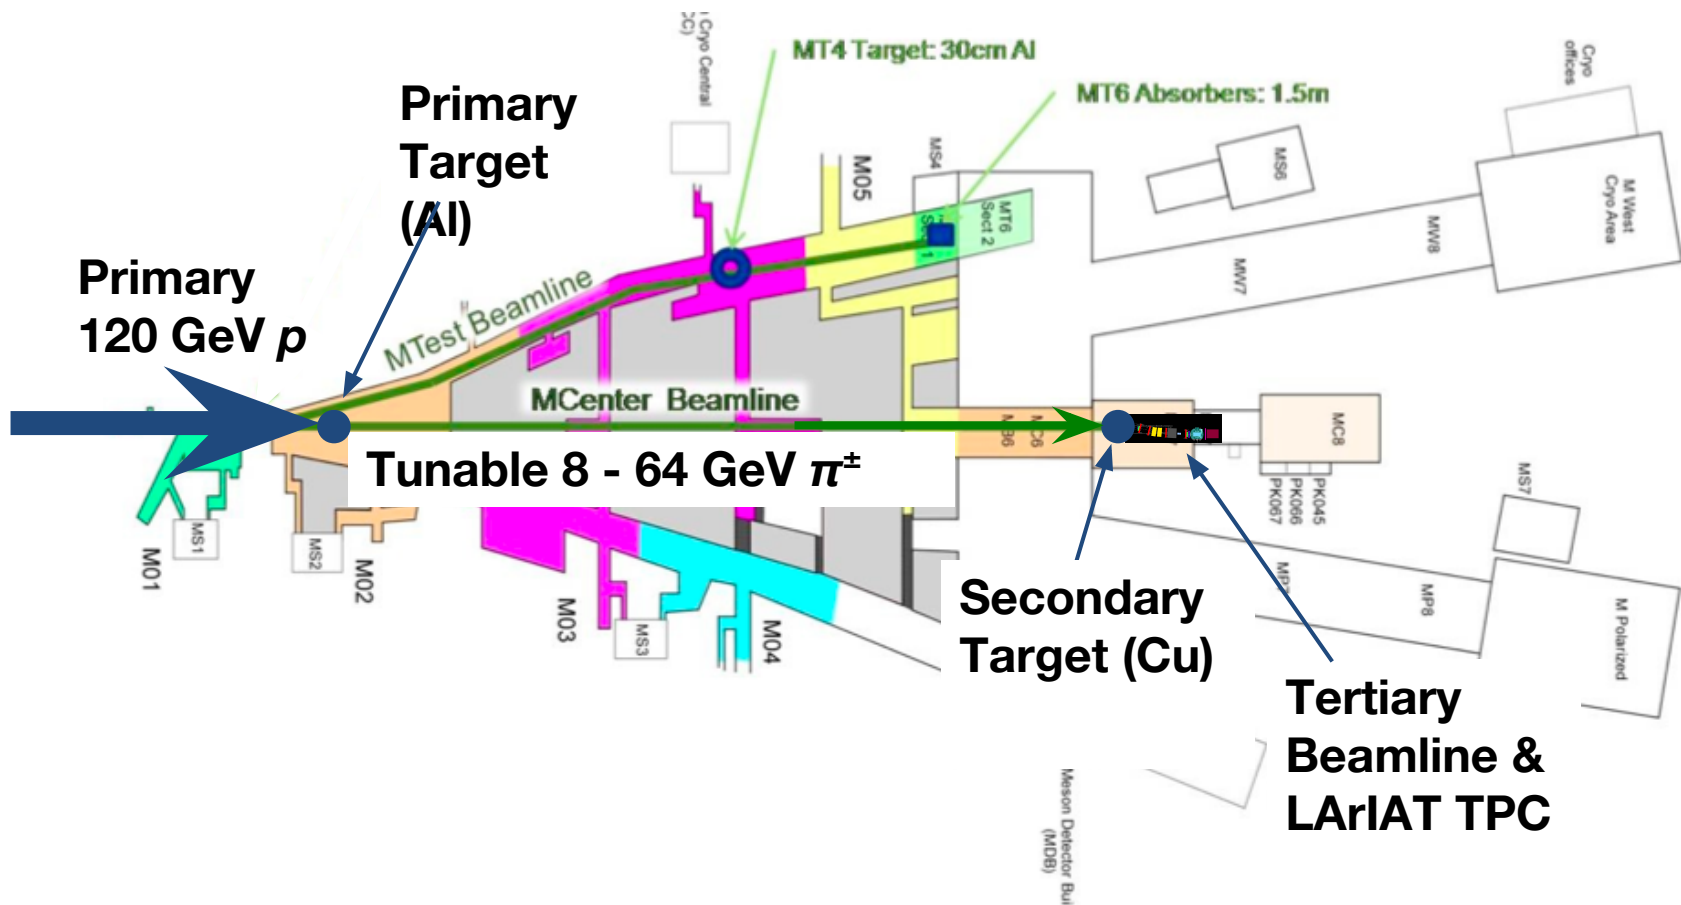 Cryo Central
MT4 Target: 30cm Al
MT6 Absorbers: 1.5m
Cryo
offices
Primary
Target
(Al)
Primary
120 GeV p
MTest Beamline
M05
MS4
MT6
Sect 2
MS6
M West
Cryo Area
MW8
MW7
MCenter Beamline
MC6
MC8
Tunable 8 - 64 GeV π±
PK067
PK066
PK045
MS7
MS1
M01
MS2
M02
M03
MS3
M04
MP8
M Polarized
Secondary
Target (Cu)
Tertiary
Beamline &
LArIAT TPC
Meson Detector Bui
(MDB)